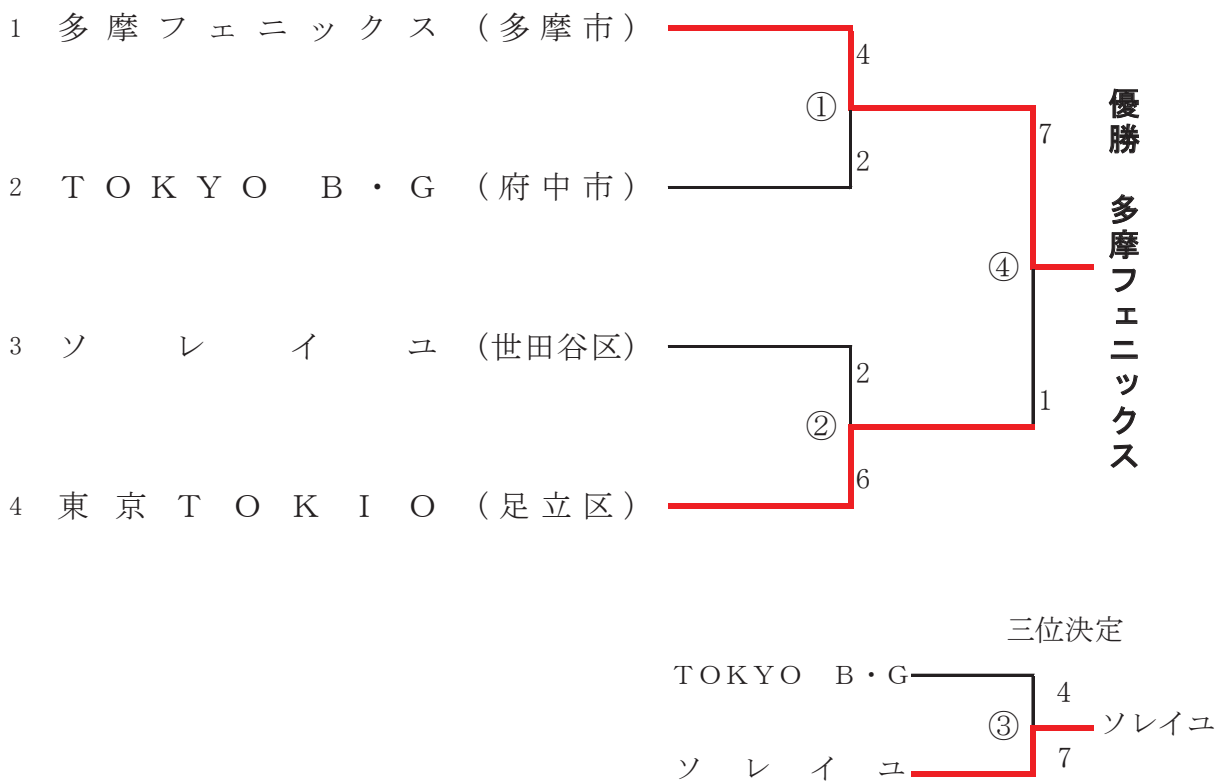 1 多摩フェニックス (多摩市)
4
①
2
2 TOKYO B・G (府中市)
7
④
1
優勝 多摩フェニックス
3 ソレイユ (世田谷区)
2
②
6
4 東京TOKIO (足立区)
三位決定
TOKYO B・G
4
③
ソレイユ
7
ソレイユ